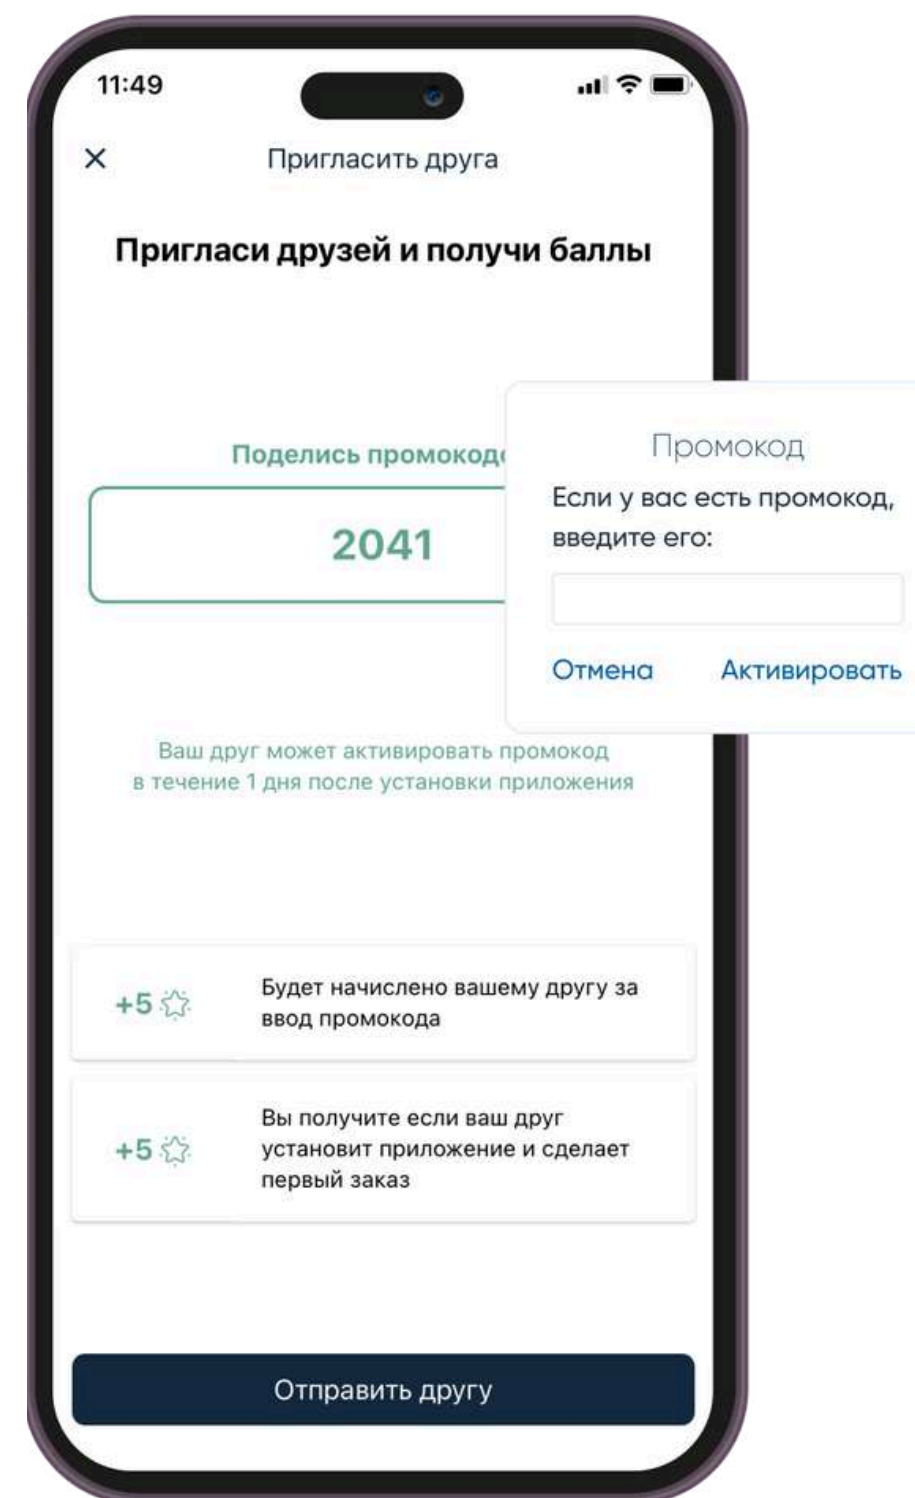 11:49
Пригласить друга
Пригласи друзей и получи баллы
Поделись
2041
Промокод
Если у вас есть промокод,
введите его:
Отмена
Активировать
Ваш друг может активировать промокод
в течение 1 дня после установки приложения
+5
Будет начислено вашему другу за
ввод промокода
+5
Вы получите если ваш друг
установит приложение и сделает
первый заказ
Отправить другу